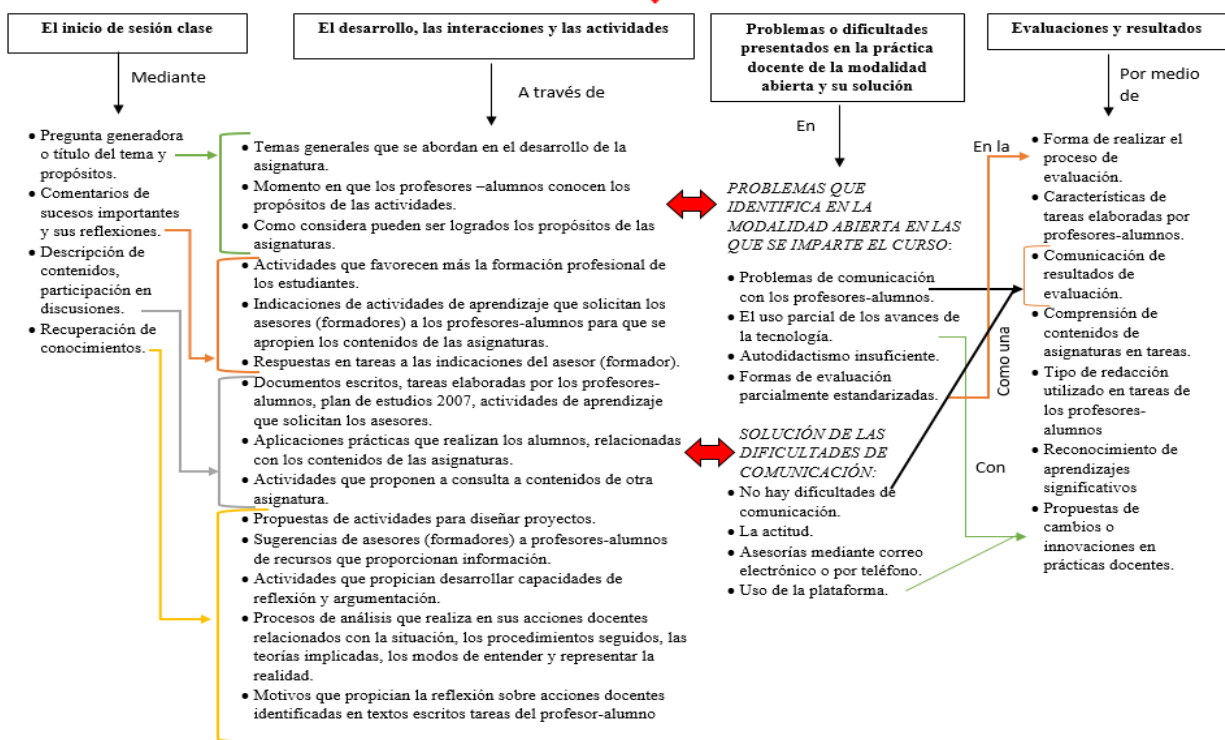 El inicio de sesión clase
Mediante
• Pregunta generadora
o título del tema y
propósitos.
• Comentarios de
sucesos importantes
y sus reflexiones.
• Descripción de
contenidos,
participación en
discusiones.
• Recuperación de
conocimientos.
El desarrollo, las interacciones y las actividades
A través de
• Temas generales que se abordan en el desarrollo de la
asignatura.
• Momento en que los profesores –alumnos conocen los
propósitos de las actividades.
• Como considera pueden ser logrados los propósitos de las
asignaturas.
• Actividades que favorecen más la formación profesional de
los estudiantes.
• Indicaciones de actividades de aprendizaje que solicitan los
asesores (formadores) a los profesores-alumnos para que se
apropien los contenidos de las asignaturas.
• Respuestas en tareas a las indicaciones del asesor (formador).
• Documentos escritos, tareas elaboradas por los profesores-
alumnos, plan de estudios 2007, actividades de aprendizaje
que solicitan los asesores.
• Aplicaciones prácticas que realizan los alumnos, relacionadas
con los contenidos de las asignaturas.
• Actividades que proponen a consulta a contenidos de otra
asignatura.
• Propuestas de actividades para diseñar proyectos.
• Sugerencias de asesores (formadores) a profesores-alumnos
de recursos que proporcionan información.
• Actividades que propician desarrollar capacidades de
reflexión y argumentación.
• Procesos de análisis que realiza en sus acciones docentes
relacionados con la situación, los procedimientos seguidos, las
teorías implicadas, los modos de entender y representar la
realidad.
• Motivos que propician la reflexión sobre acciones docentes
identificadas en textos escritos tareas del profesor-alumno
Problemas o dificultades
presentados en la práctica
docente de la modalidad
abierta y su solución
En
PROBLEMAS QUE
IDENTIFICA EN LA
MODALIDAD ABIERTA EN LAS
QUE SE IMPARTE EL CURSO:
• Problemas de comunicación
con los profesores-alumnos.
• El uso parcial de los avances de
la tecnología.
• Autodidactismo insuficiente.
• Formas de evaluación
parcialmente estandarizadas.
SOLUCIÓN DE LAS
DIFICULTADES DE
COMUNICACIÓN:
• No hay dificultades de
comunicación.
• La actitud.
• Asesorías mediante correo
electrónico o por teléfono.
• Uso de la plataforma.
En la
Como una
Con
Evaluaciones y resultados
Por medio
de
• Forma de realizar el
proceso de
evaluación.
• Características de
tareas elaboradas por
profesores-alumnos.
• Comunicación de
resultados de
evaluación.
• Comprensión de
contenidos de
asignaturas en tareas.
• Tipo de redacción
utilizado en tareas de
los profesores-
alumnos
• Reconocimiento de
aprendizajes
significativos
• Propuestas de
cambios o
innovaciones en
prácticas docentes.